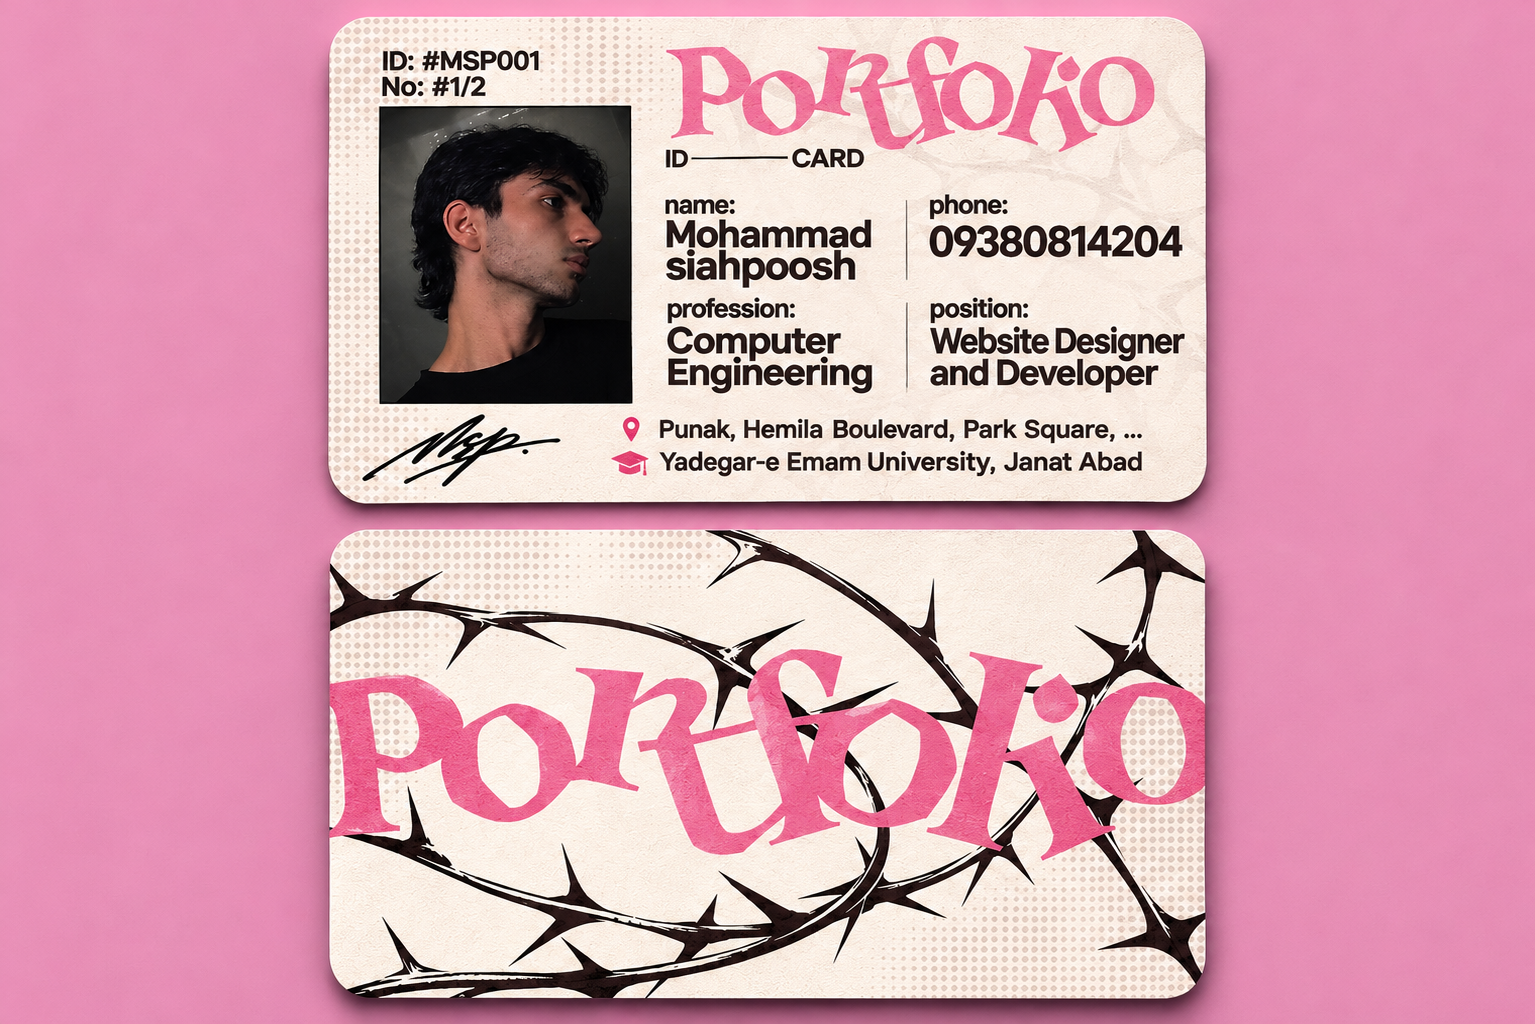 ID: #MSP001
No: #1/2
Portfolio
ID CARD
name:
Mohammad
siahpoosh
phone:
09380814204
profession:
Computer
Engineering
position:
Website Designer
and Developer
Msp.
Punak, Hemila Boulevard, Park Square, ...
Yadegar-e Emam University, Janat Abad
Portfolio